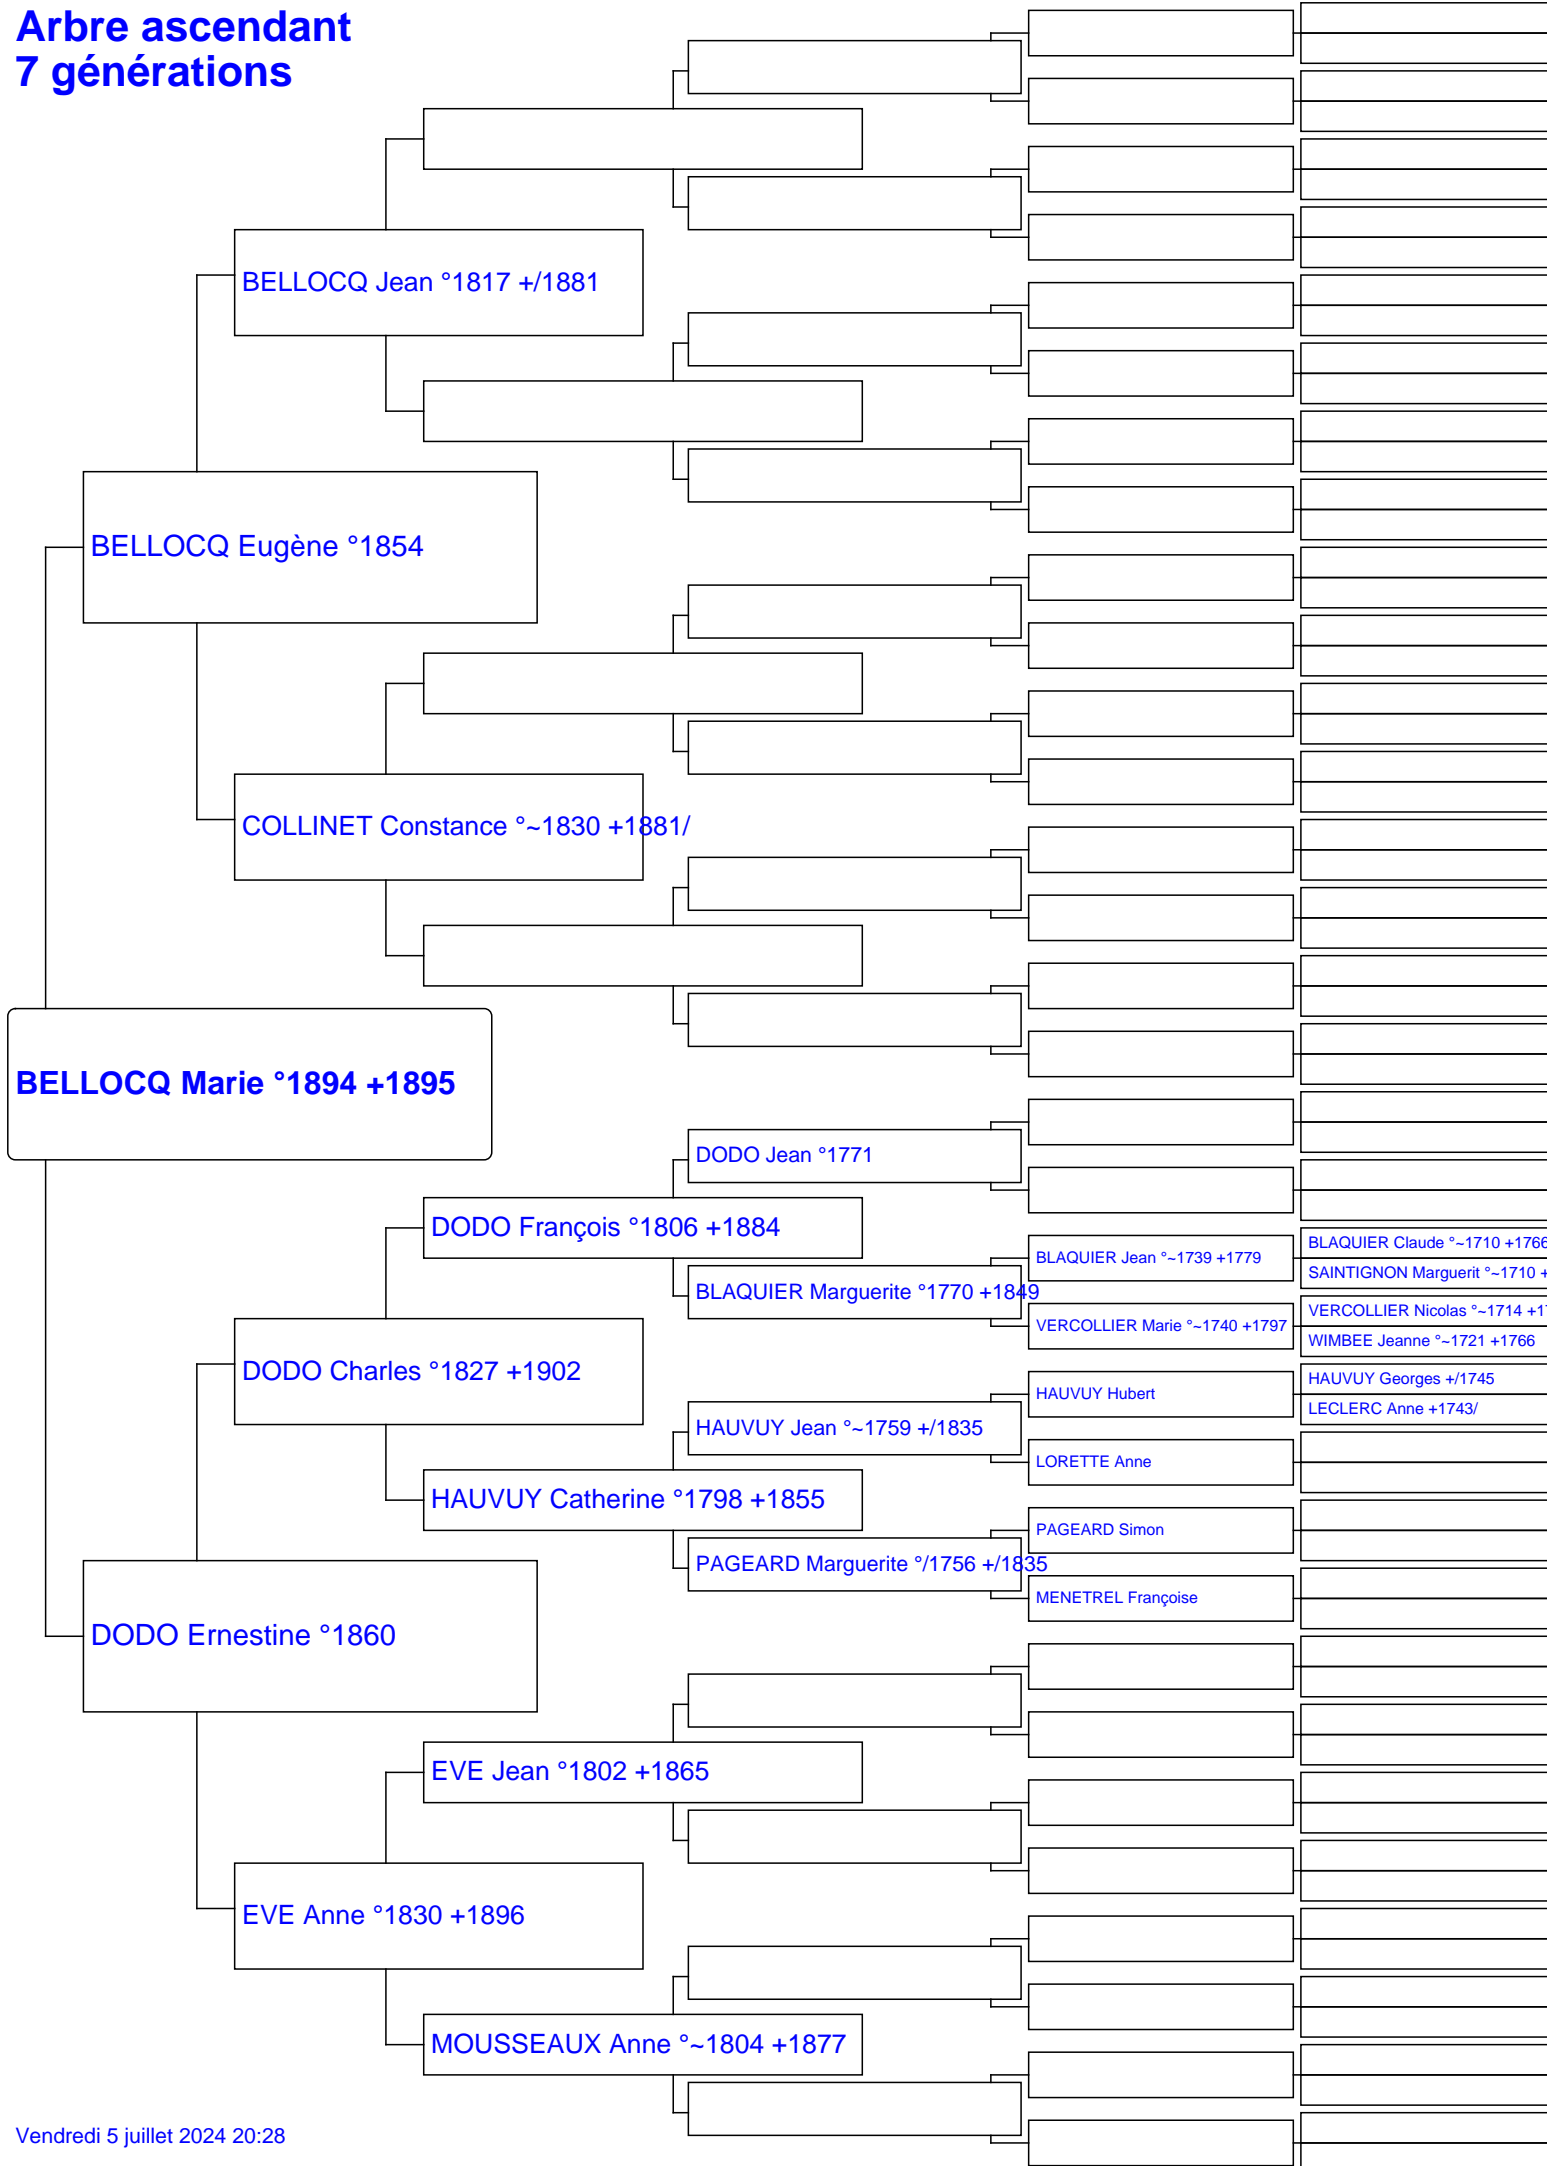 Arbre ascendant
7 générations
BELLOCQ Jean °1817 +/1881
BELLOCQ Eugène °1854
COLLINET Constance °~1830 +1881/
BELLOCQ Marie °1894 +1895
DODO Jean °1771
DODO François °1806 +1884
BLAQUIER Jean °~1739 +1779
BLAQUIER Claude °~1710 +1766
SAINTIGNON Marguerit °~1710 +
BLAQUIER Marguerite °1770 +1849
VERCOLLIER Marie °~1740 +1797
VERCOLLIER Nicolas °~1714 +1
WIMBEE Jeanne °~1721 +1766
DODO Charles °1827 +1902
HAUVUY Hubert
HAUVUY Georges +/1745
LECLERC Anne +1743/
HAUVUY Jean °~1759 +/1835
LORETTE Anne
HAUVUY Catherine °1798 +1855
PAGEARD Simon
PAGEARD Marguerite °/1756 +/1835
MENETREL Françoise
DODO Ernestine °1860
EVE Jean °1802 +1865
EVE Anne °1830 +1896
MOUSSEAUX Anne °~1804 +1877
Vendredi 5 juillet 2024 20:28